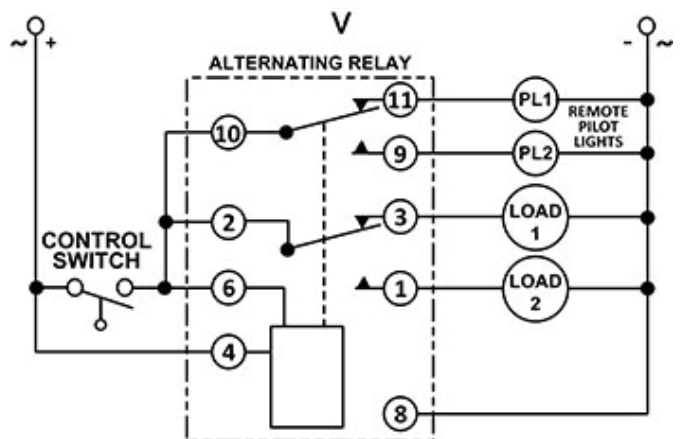 V
~ +
- ~
ALTERNATING RELAY
11
PL1
10
REMOTE
PILOT
LIGHTS
9
PL2
2
3
LOAD
1
CONTROL
SWITCH
6
1
LOAD
2
4
8